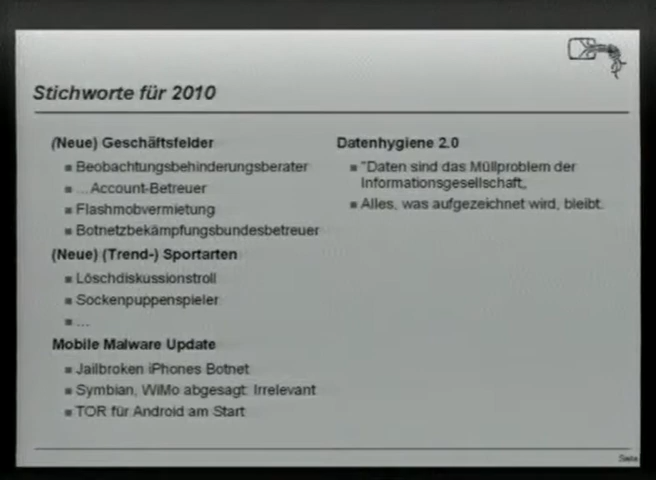 Stichworte für 2010
(Neue) Geschäftsfelder
Beobachtungsbehinderungsberater
...Account-Betreuer
Flashmobvermietung
Botnetzbekämpfungsbundesbetreuer
(Neue) (Trend-) Sportarten
Löschdiskussionstroll
Sockenpuppenspieler
...
Mobile Malware Update
Jailbroken iPhones Botnet
Symbian, WiMo abgesagt: Irrelevant
TOR für Android am Start
Datenhygiene 2.0
"Daten sind das Müllproblem der
Informationsgesellschaft,
Alles, was aufgezeichnet wird, bleibt.
Seite